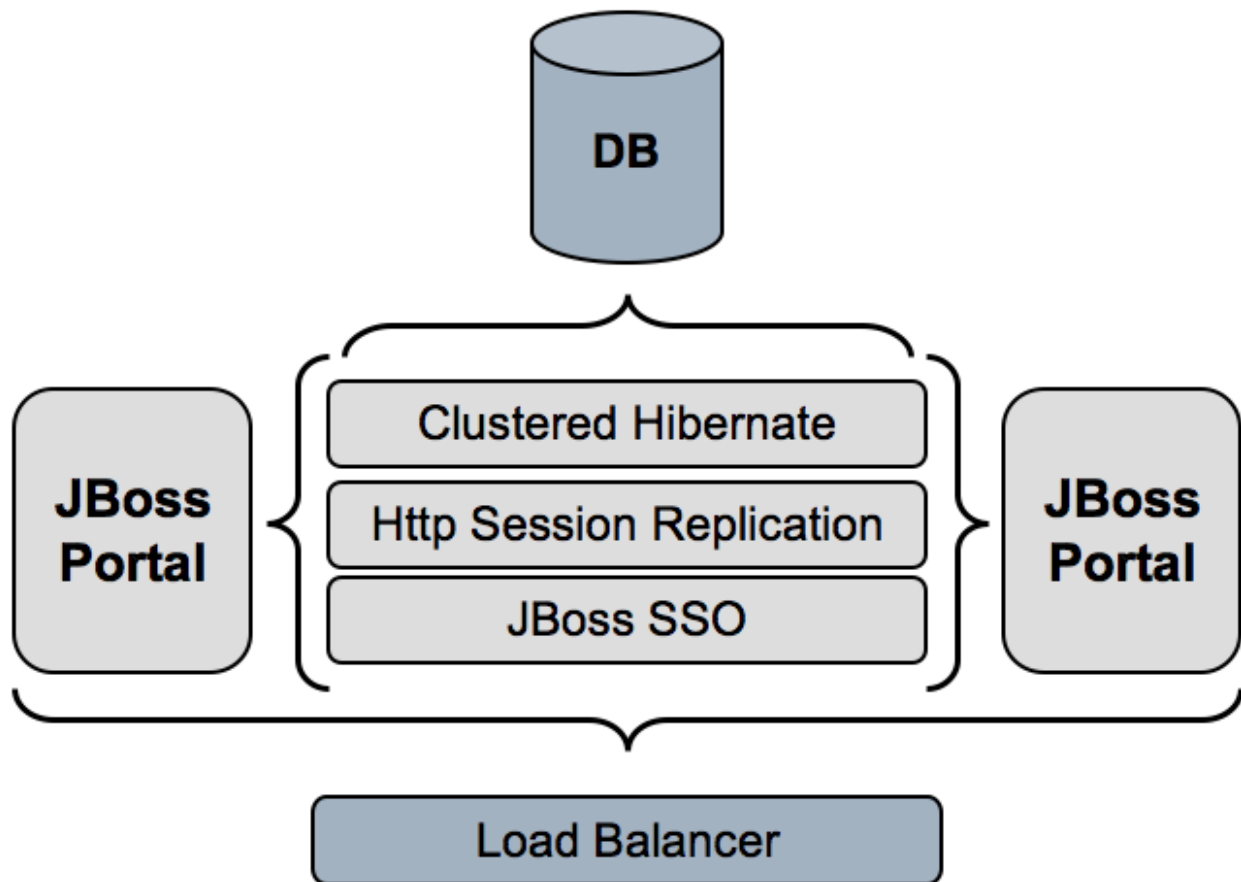 DB
Clustered Hibernate
JBoss
Portal
Http Session Replication
JBoss SSO
JBoss
Portal
Load Balancer